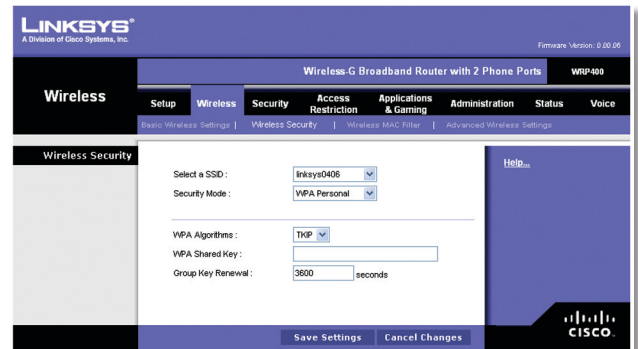 LINKSYS®
A Division of Cisco Systems, Inc.
Firmware Version: 0.00.06
Wireless-G Broadband Router with 2 Phone Ports WRP400
Wireless
Setup Wireless Security Access Restriction Applications & Gaming Administration Status Voice
Basic Wireless Settings | Wireless Security | Wireless MAC Filter | Advanced Wireless Settings
Wireless Security
Help...
Select a SSID : linksys0406
Security Mode : WPA Personal
WPA Algorithms : TKIP
WPA Shared Key :
Group Key Renewal : 3600 seconds
Save Settings Cancel Changes
CISCO.